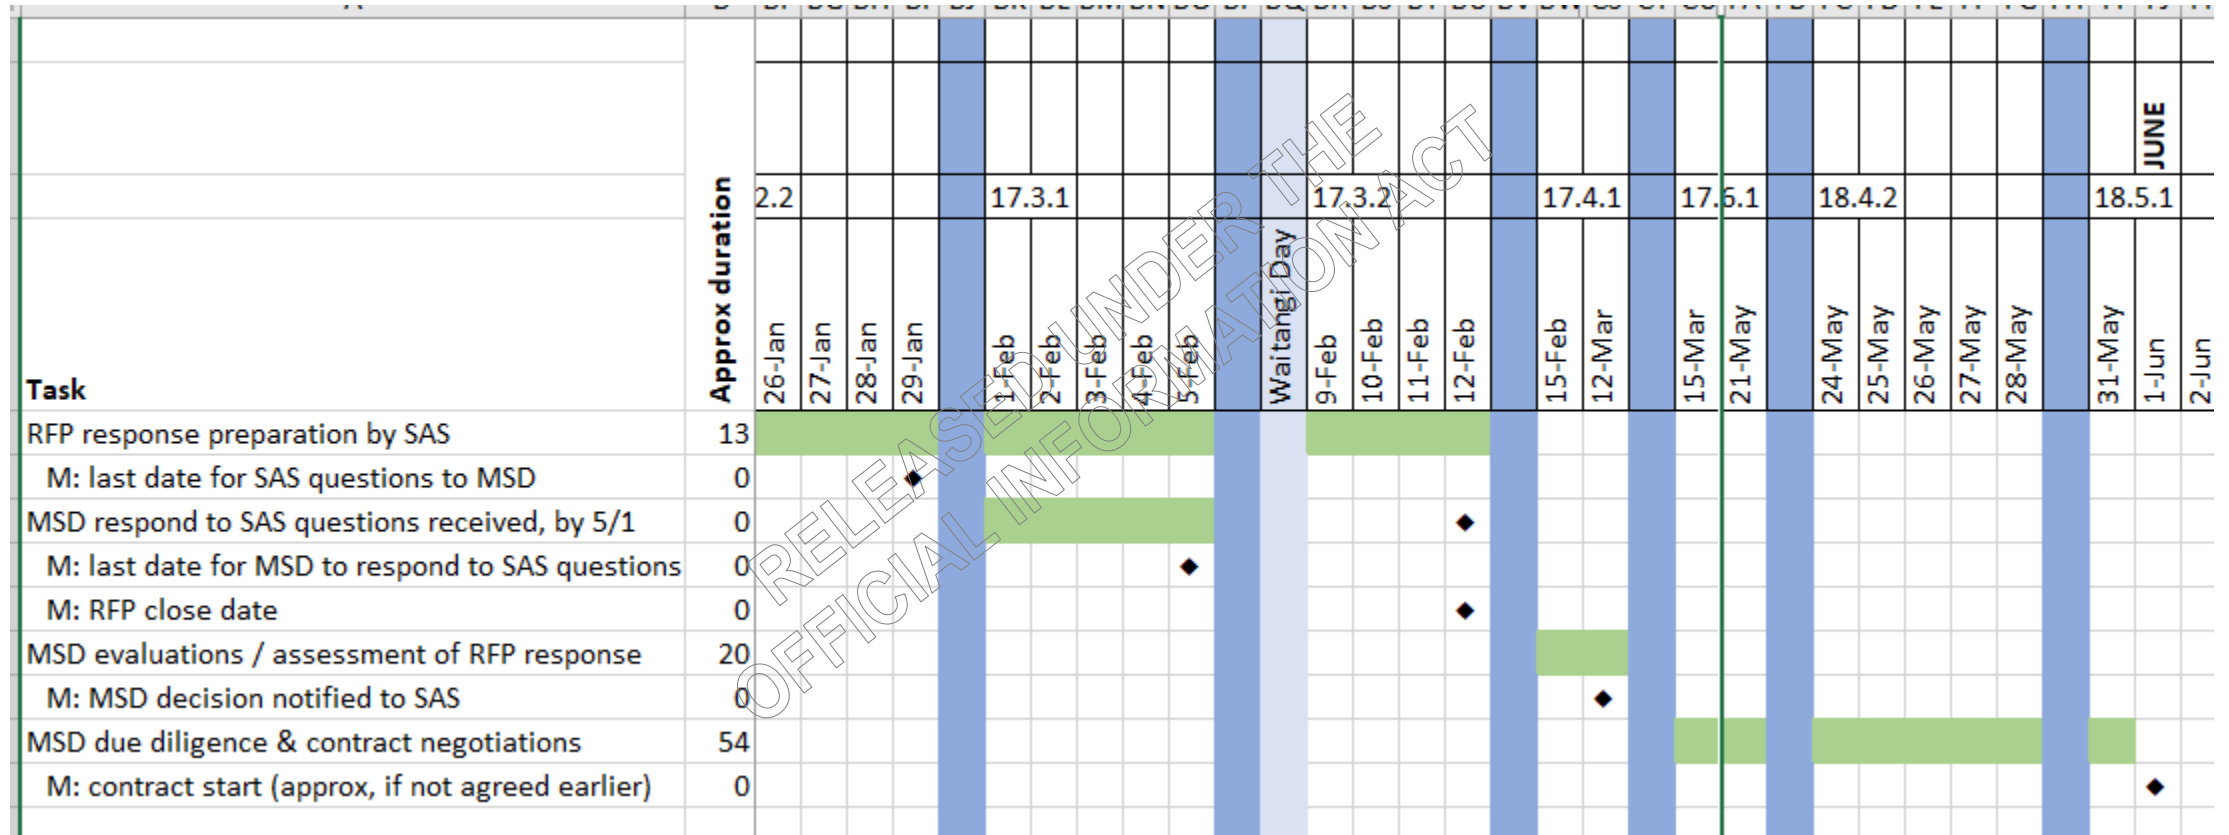 JUNE
2.2 17.3.1 17.3.2 17.4.1 17.6.1 18.4.2 18.5.1
Task Approx duration 26-Jan 27-Jan 28-Jan 29-Jan 1-Feb 2-Feb 3-Feb 4-Feb 5-Feb Waitangi Day 9-Feb 10-Feb 11-Feb 12-Feb 15-Feb 12-Mar 15-Mar 21-May 24-May 25-May 26-May 27-May 28-May 31-May 1-Jun 2-Jun
RFP response preparation by SAS 13
M: last date for SAS questions to MSD 0
MSD respond to SAS questions received, by 5/1 0
M: last date for MSD to respond to SAS questions 0
M: RFP close date 0
MSD evaluations / assessment of RFP response 20
M: MSD decision notified to SAS 0
MSD due diligence & contract negotiations 54
M: contract start (approx, if not agreed earlier) 0
RELEASED UNDER THE
OFFICIAL INFORMATION ACT